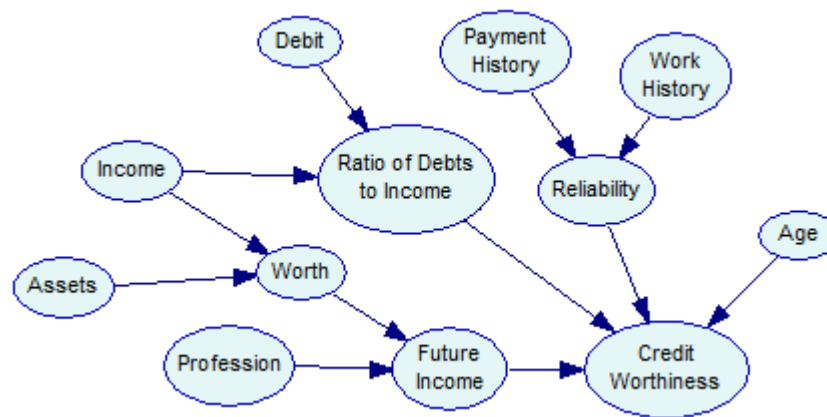 Debit
Payment
History
Work
History
Income
Ratio of Debts
to Income
Reliability
Age
Assets
Worth
Profession
Future
Income
Credit
Worthiness